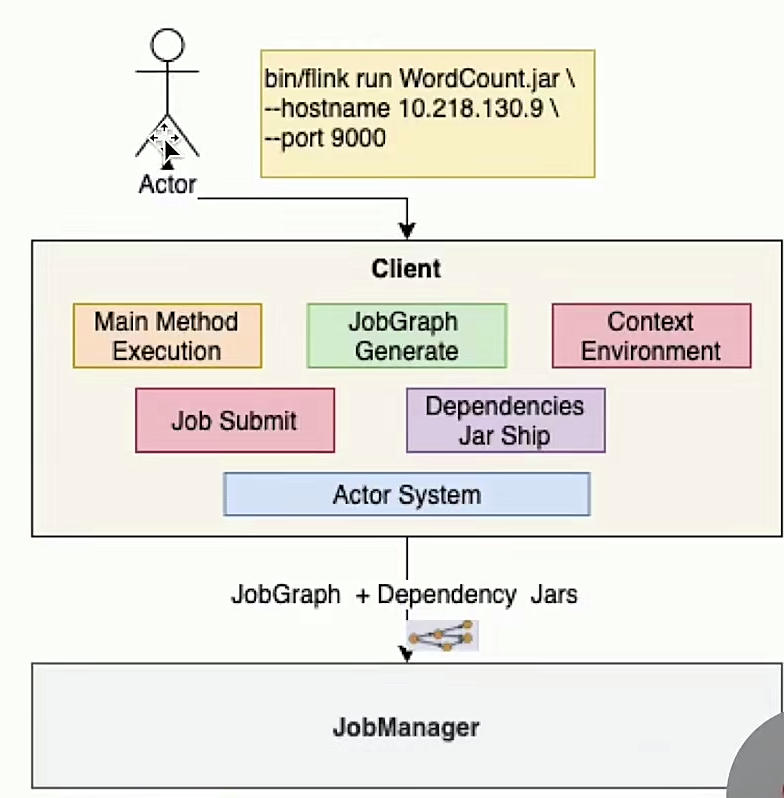 bin/flink run WordCount.jar \
--hostname 10.218.130.9 \
--port 9000
Actor
Client
Main Method
Execution
JobGraph
Generate
Context
Environment
Job Submit
Dependencies
Jar Ship
Actor System
JobGraph + Dependency Jars
JobManager